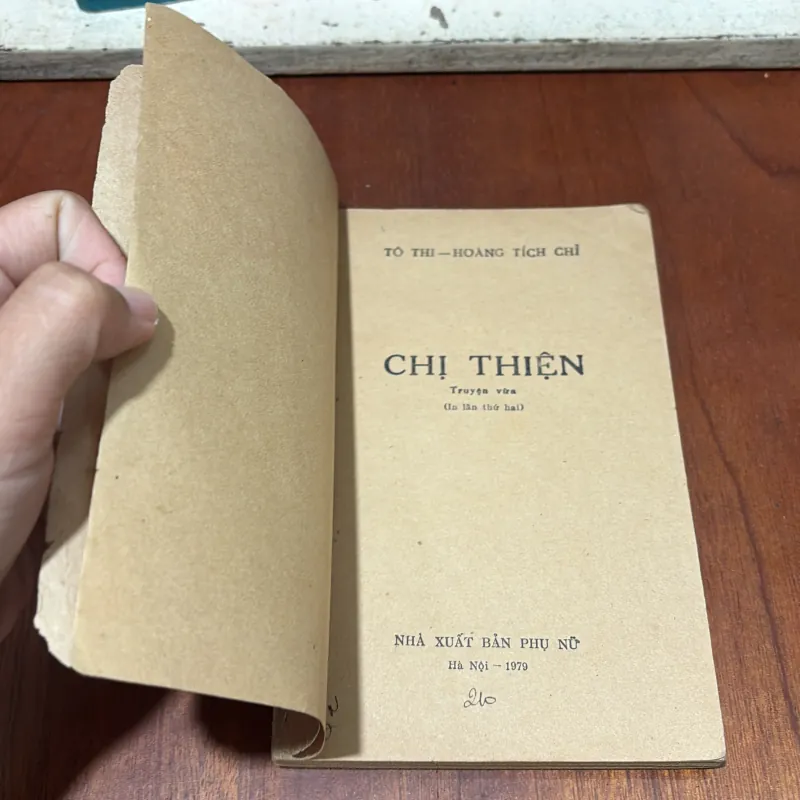 TÔ THI — HOÀNG TÍCH CHỈ
CHỊ THIỆN
Truyện vừa
(In lần thứ hai)
NHÀ XUẤT BẢN PHỤ NỮ
Hà Nội — 1979